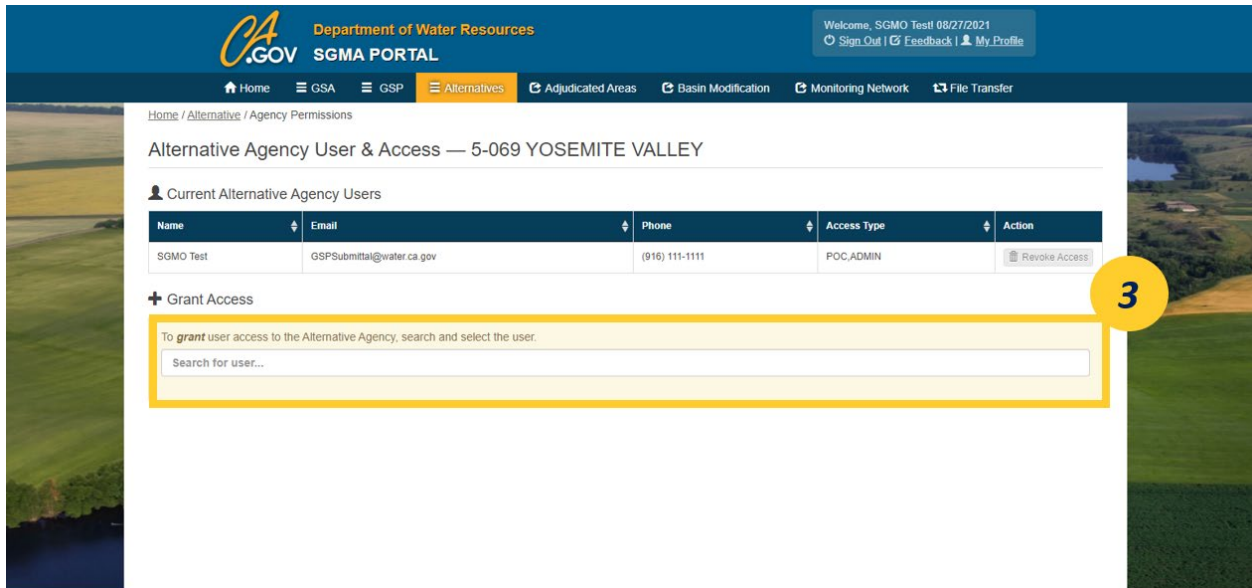 CA.GOV
Department of Water Resources
SGMA PORTAL
Welcome, SGMO Test! 08/27/2021
Sign Out | Feedback | My Profile
Home GSA GSP Alternatives Adjudicated Areas Basin Modification Monitoring Network File Transfer
Home / Alternative / Agency Permissions
Alternative Agency User & Access — 5-069 YOSEMITE VALLEY
Current Alternative Agency Users
Name Email Phone Access Type Action
SGMO Test GSPSubmittal@water.ca.gov (916) 111-1111 POC,ADMIN Revoke Access
Grant Access
3
To grant user access to the Alternative Agency, search and select the user.
Search for user...